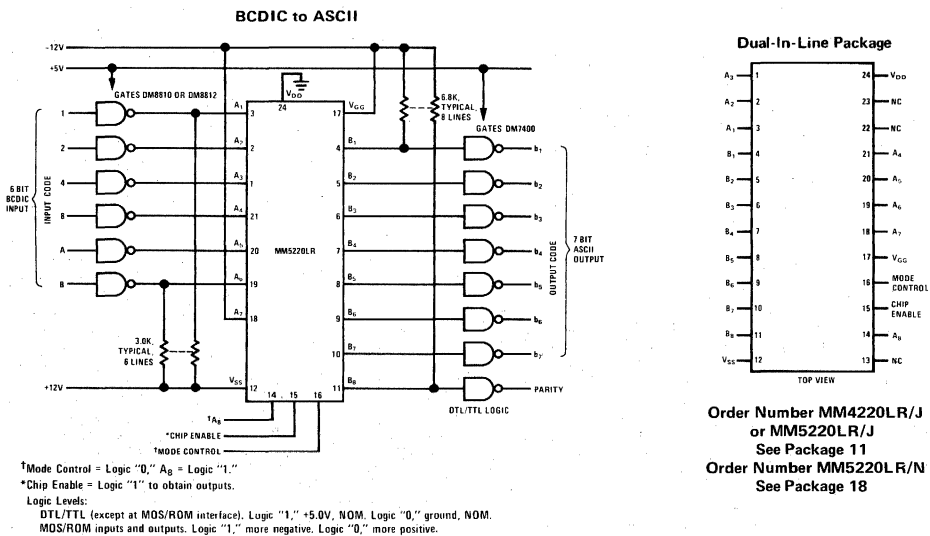 BCDIC to ASCII
-12V
+5V
GATES DM8810 OR DM8812
6 BIT
BCDIC
INPUT
INPUT CODE
1
2
4
8
A
B
3.0K,
TYPICAL,
6 LINES
+12V
A1 3
A2 2
A3 1
A4 21
A5 20
A6 19
A7 18
VSS 12
VDD
24
MM5220LR
VGG 17
4 B1
5 B2
6 B3
7 B4
8 B5
9 B6
10 B7
11 B8
14 15 16
†A8
*CHIP ENABLE
†MODE CONTROL
6.8K,
TYPICAL,
8 LINES
GATES DM7400
b1
b2
b3
b4
b5
b6
b7
PARITY
OUTPUT CODE
7 BIT
ASCII
OUTPUT
DTL/TTL LOGIC
†Mode Control = Logic "0," A8 = Logic "1."
*Chip Enable = Logic "1" to obtain outputs.
Logic Levels:
DTL/TTL (except at MOS/ROM interface). Logic "1," +5.0V, NOM. Logic "0," ground, NOM.
MOS/ROM inputs and outputs. Logic "1," more negative. Logic "0," more positive.
Dual-In-Line Package
A3 1 24 VDD
A2 2 23 NC
A1 3 22 NC
B1 4 21 A4
B2 5 20 A5
B3 6 19 A6
B4 7 18 A7
B5 8 17 VGG
B6 9 16 MODE CONTROL
B7 10 15 CHIP ENABLE
B8 11 14 A8
VSS 12 13 NC
TOP VIEW
Order Number MM4220LR/J
or MM5220LR/J
See Package 11
Order Number MM5220LR/N
See Package 18